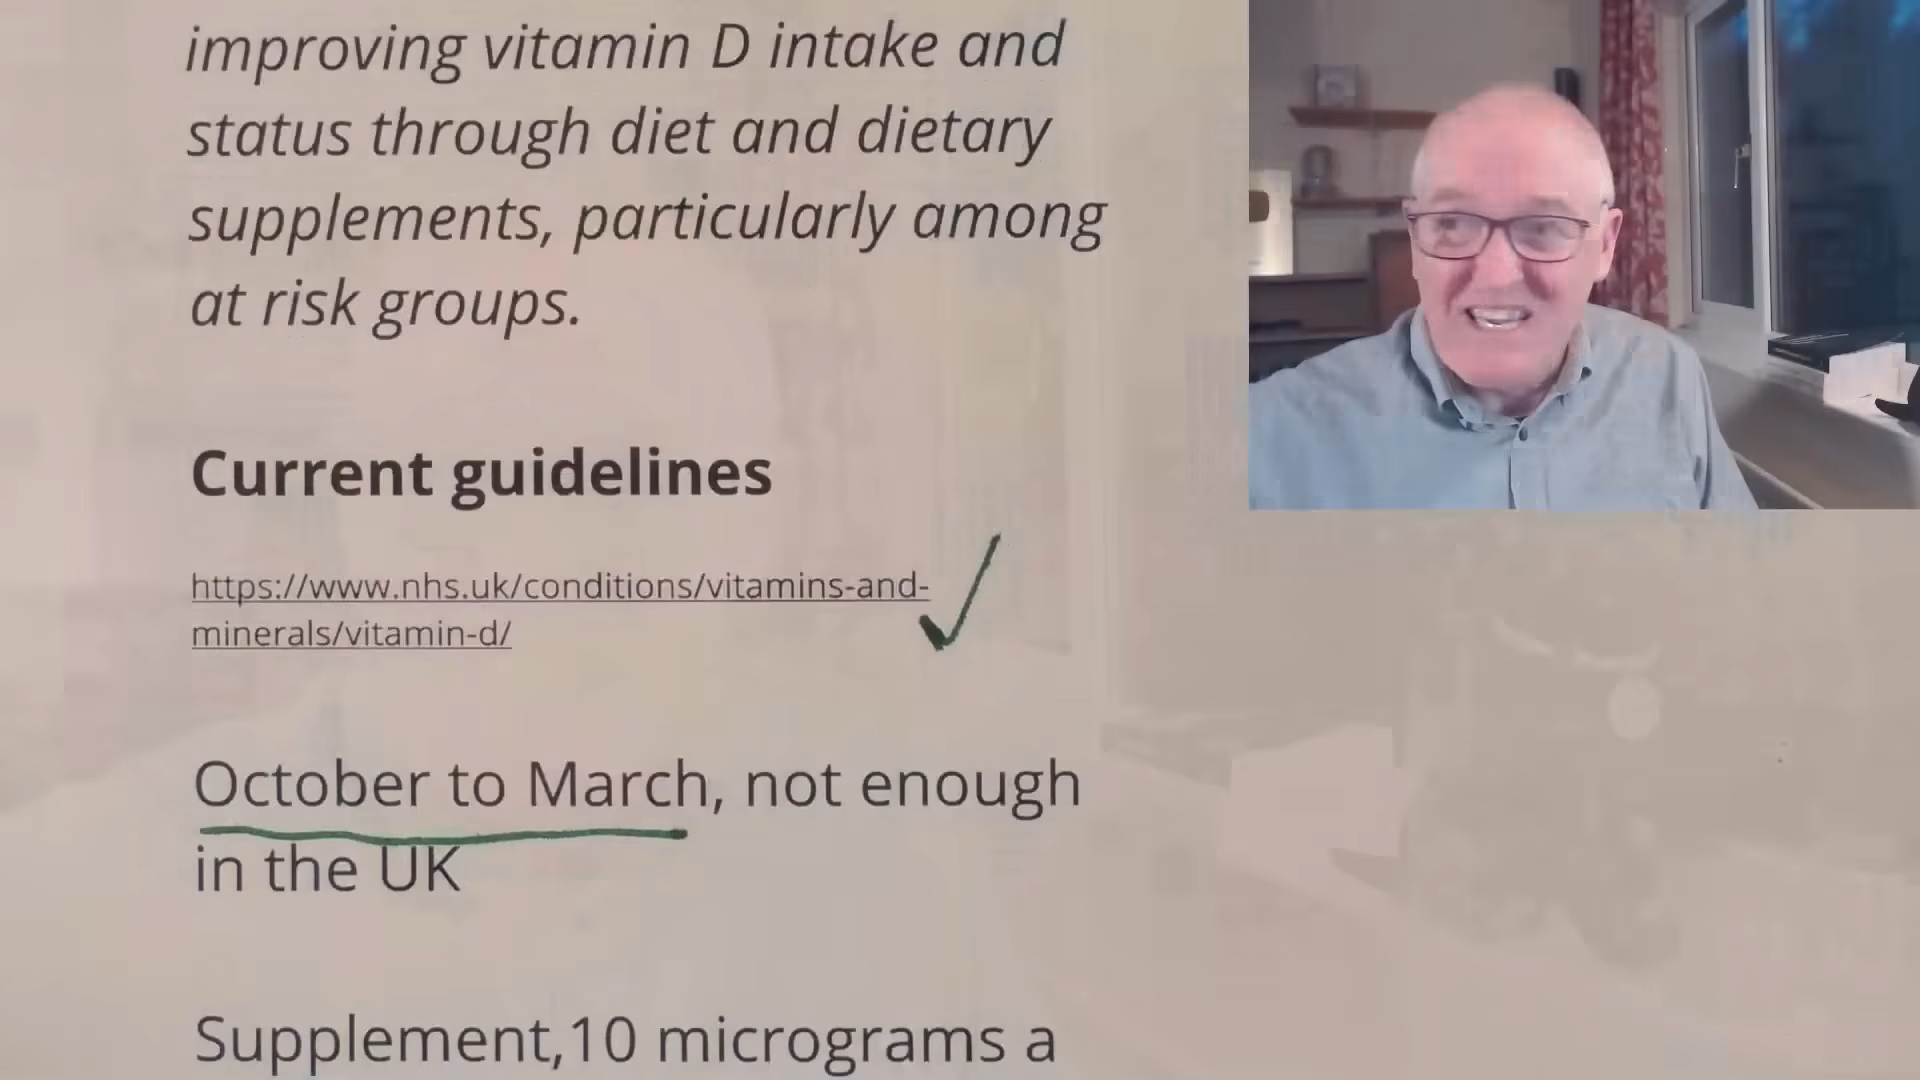 improving vitamin D intake and
status through diet and dietary
supplements, particularly among
at risk groups.
Current guidelines
https://www.nhs.uk/conditions/vitamins-and-
minerals/vitamin-d/
October to March, not enough
in the UK
Supplement,10 micrograms a